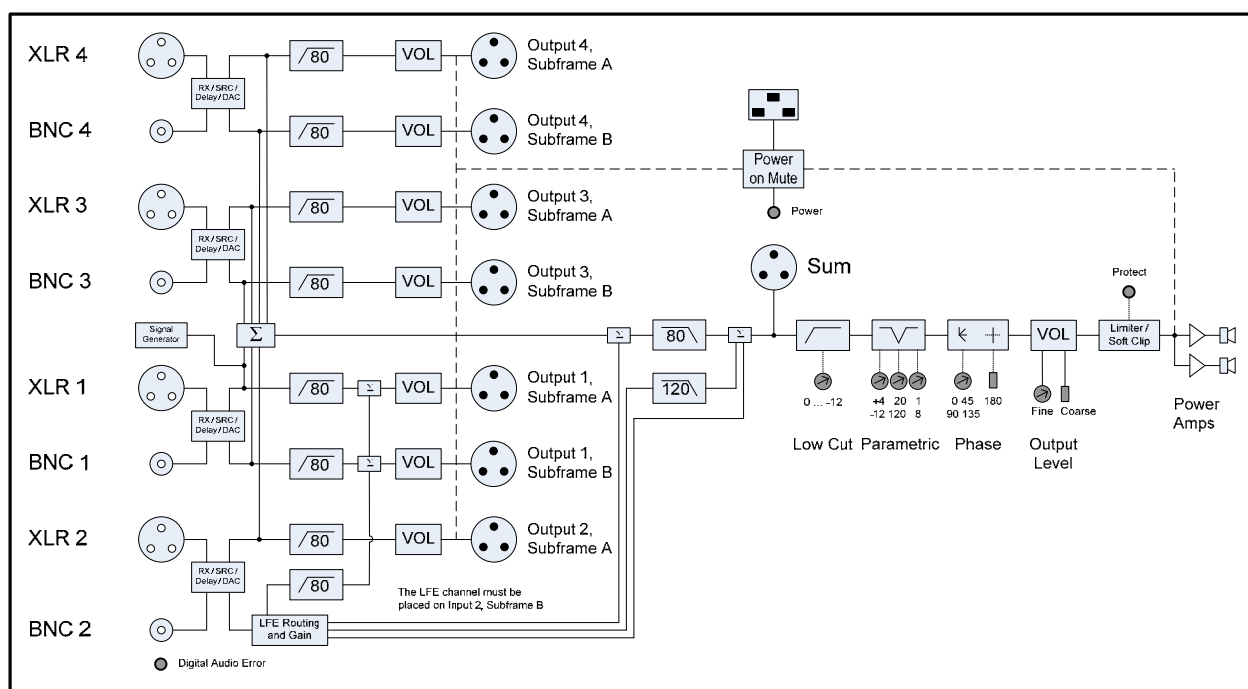 XLR 4
RX / SRC /
Delay / DAC
80
VOL
Output 4,
Subframe A
BNC 4
80
VOL
Output 4,
Subframe B
Power
on Mute
Power
XLR 3
RX / SRC /
Delay / DAC
80
VOL
Output 3,
Subframe A
BNC 3
80
VOL
Output 3,
Subframe B
Sum
Protect
Signal
Generator
Σ
Σ
80
Σ
VOL
Limiter /
Soft Clip
XLR 1
RX / SRC /
Delay / DAC
80
Σ
VOL
Output 1,
Subframe A
120
0 ... –12
+4 20 1
–12 120 8
0 45
90 135
180
Fine Coarse
Low Cut Parametric Phase Output
Level
Power
Amps
BNC 1
80
Σ
VOL
Output 1,
Subframe B
XLR 2
RX / SRC /
Delay / DAC
80
VOL
Output 2,
Subframe A
80
The LFE channel must be
placed on Input 2, Subframe B
BNC 2
LFE Routing
and Gain
Digital Audio Error